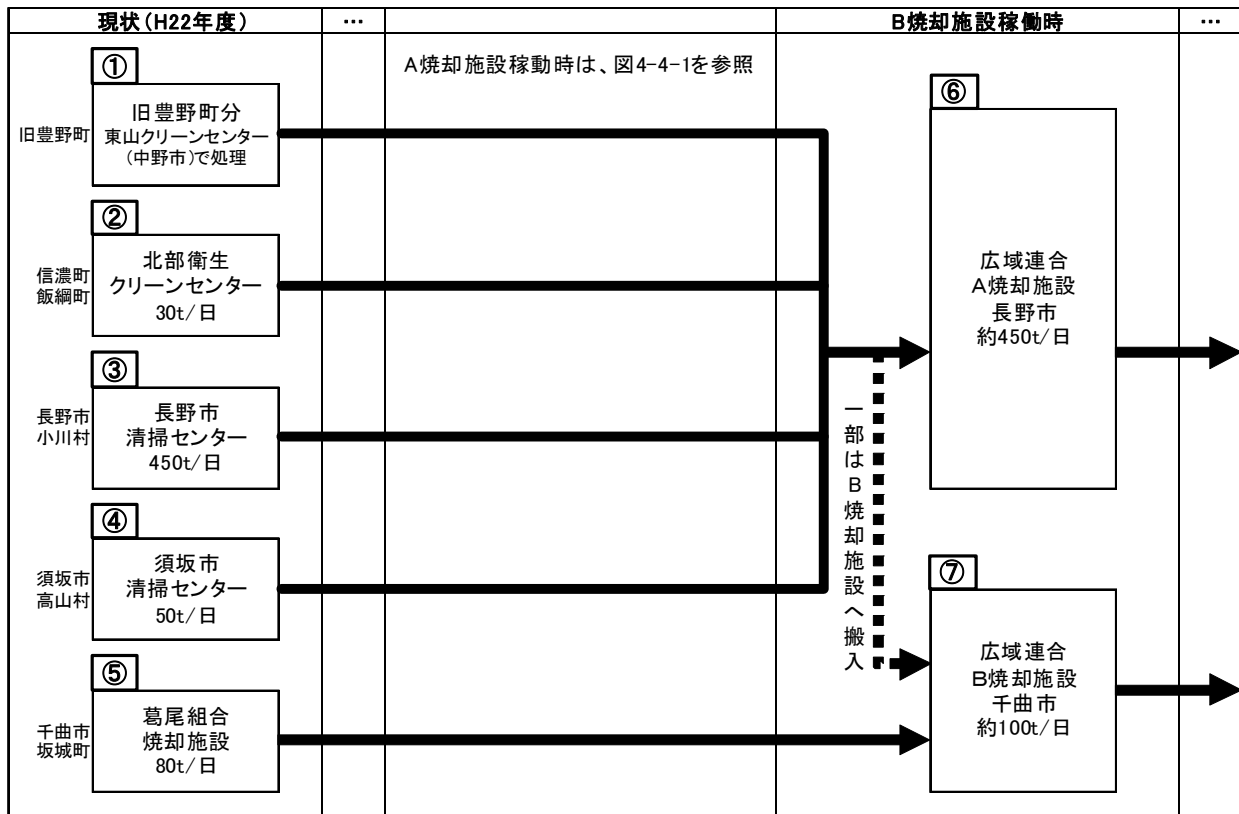 現状(H22年度)
…
B焼却施設稼働時
…
A焼却施設稼動時は、図4-4-1を参照
①
旧豊野町
旧豊野町分
東山クリーンセンター
(中野市)で処理
②
信濃町
飯綱町
北部衛生
クリーンセンター
30t/日
③
長野市
小川村
長野市
清掃センター
450t/日
④
須坂市
高山村
須坂市
清掃センター
50t/日
⑤
千曲市
坂城町
葛尾組合
焼却施設
80t/日
一部はB焼却施設へ搬入
⑥
広域連合
A焼却施設
長野市
約450t/日
⑦
広域連合
B焼却施設
千曲市
約100t/日